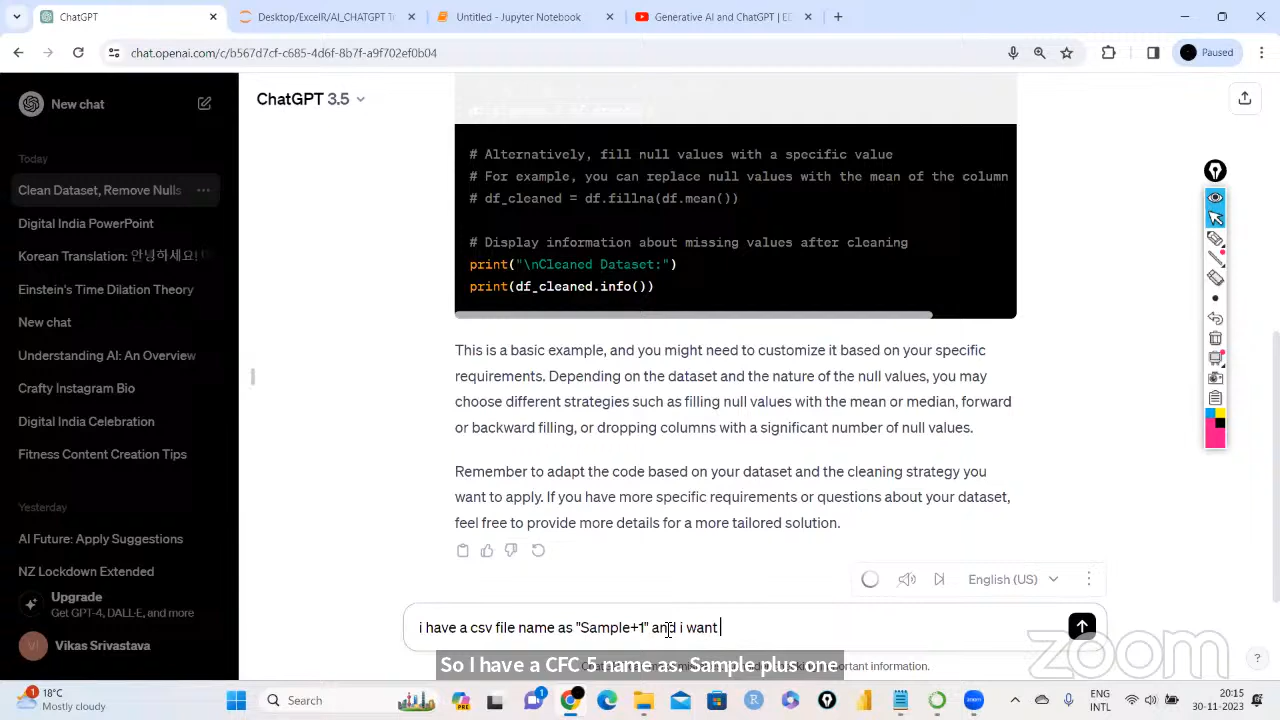 ChatGPT
Desktop/ExcelR/AI_CHATGPT
Untitled - Jupyter Notebook
Generative AI and ChatGPT |
chat.openai.com/c/b567d7cf-c685-4d6f-8b7f-a9f702ef0b04
Paused
New chat
Today
Clean Dataset, Remove Nulls
Digital India PowerPoint
Korean Translation: 안녕하세요!
Einstein's Time Dilation Theory
New chat
Understanding AI: An Overview
Crafty Instagram Bio
Digital India Celebration
Fitness Content Creation Tips
Yesterday
AI Future: Apply Suggestions
NZ Lockdown Extended
Upgrade
Get GPT-4, DALL·E, and more
Vikas Srivastava
ChatGPT 3.5
# Alternatively, fill null values with a specific value
# For example, you can replace null values with the mean of the column
# df_cleaned = df.fillna(df.mean())
# Display information about missing values after cleaning
print("\nCleaned Dataset:")
print(df_cleaned.info())
This is a basic example, and you might need to customize it based on your specific
requirements. Depending on the dataset and the nature of the null values, you may
choose different strategies such as filling null values with the mean or median, forward
or backward filling, or dropping columns with a significant number of null values.
Remember to adapt the code based on your dataset and the cleaning strategy you
want to apply. If you have more specific requirements or questions about your dataset,
feel free to provide more details for a more tailored solution.
English (US)
i have a csv file name as "Sample+1" and i want
So I have a CFC 5 name as. Sample plus one
important information.
zoom
?
18°C
Mostly cloudy
Search
PRE
1
ENG
INTL
20:15
30-11-2023